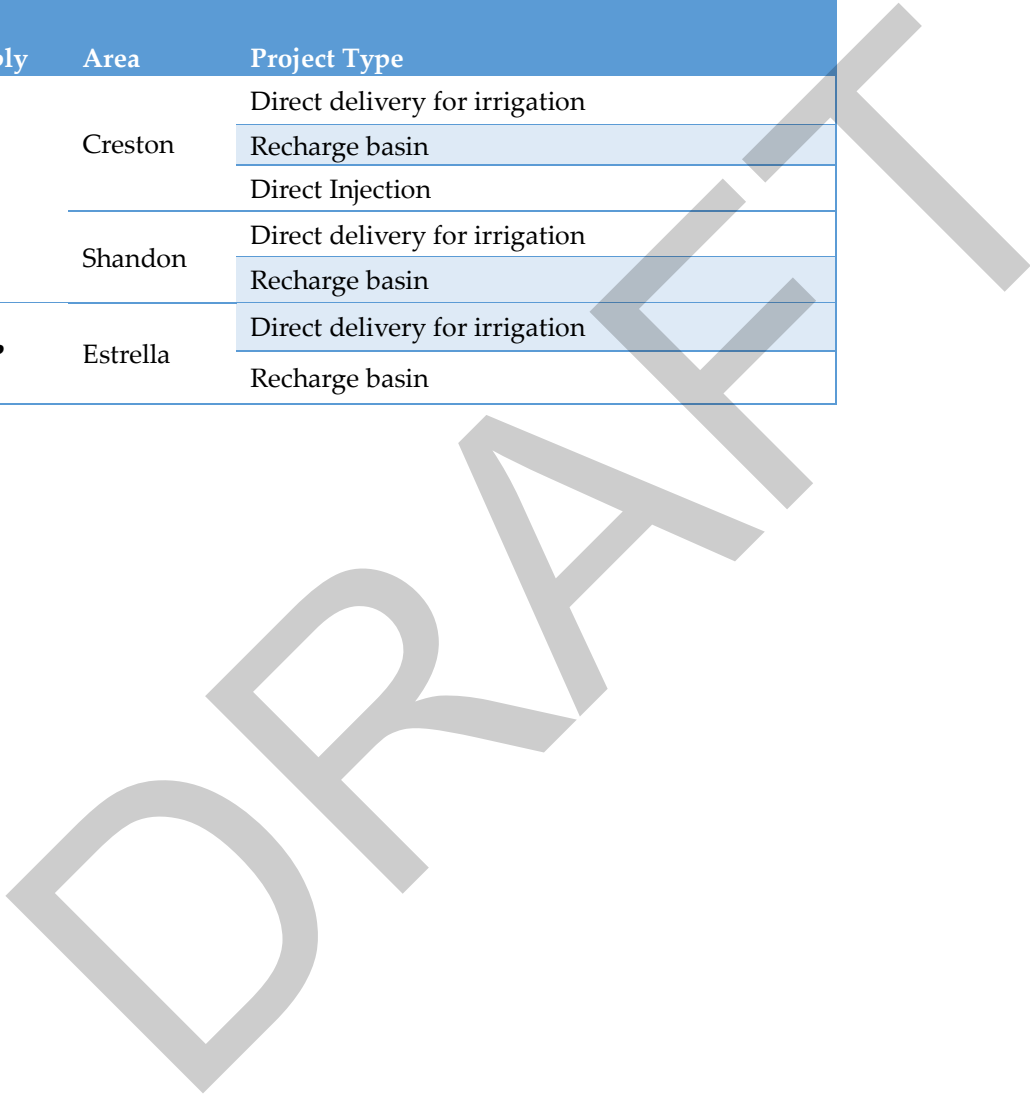 Area Project Type
Direct delivery for irrigation
Creston
Recharge basin
Direct Injection
Direct delivery for irrigation
Shandon
Recharge basin
Direct delivery for irrigation
Estrella
Recharge basin
DRAFT